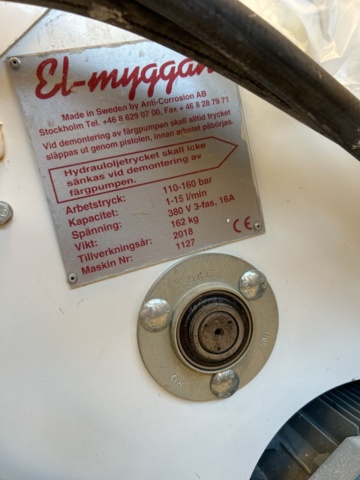 El-myggan
Made in Sweden by Anti-Corrosion AB
Stockholm Tel. +46 8 629 07 00, Fax + 46 8 28 79 71
Vid demontering av färgpumpen skall alltid trycket
släppas ut genom pistolen, innan arbetet påbörjas.
Hydrauloljetrycket skall icke
sänkas vid demontering av
färgpumpen.
Arbetstryck: 110-160 bar
Kapacitet: 1-15 l/min
Spänning: 380 V 3-fas, 16A
Vikt: 162 kg
Tillverkningsår: 2018
Maskin Nr: 1127
CE